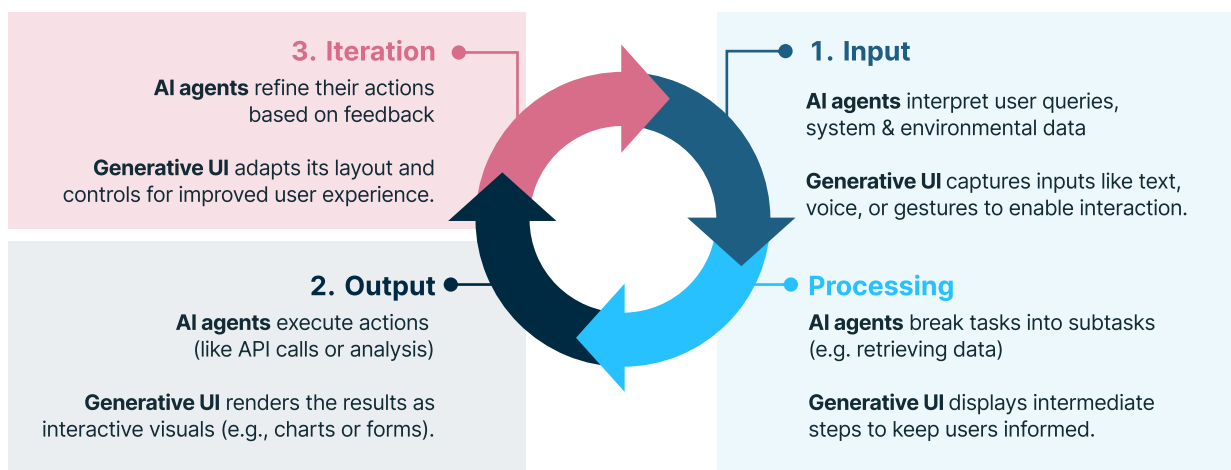 3. Iteration
AI agents refine their actions
based on feedback
Generative UI adapts its layout and
controls for improved user experience.
1. Input
AI agents interpret user queries,
system & environmental data
Generative UI captures inputs like text,
voice, or gestures to enable interaction.
2. Output
AI agents execute actions
(like API calls or analysis)
Generative UI renders the results as
interactive visuals (e.g., charts or forms).
Processing
AI agents break tasks into subtasks
(e.g. retrieving data)
Generative UI displays intermediate
steps to keep users informed.